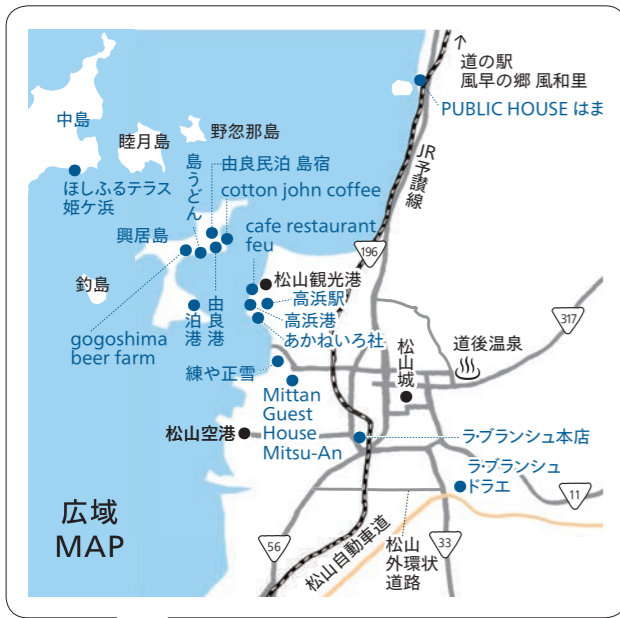 道の駅
風早の郷 風和里
PUBLIC HOUSE はま
JR予讃線
中島
睦月島
野忽那島
ほしふるテラス
姫ケ浜
島うどん
由良民泊 島宿
cotton john coffee
興居島
cafe restaurant
feu
196
釣島
松山観光港
高浜駅
高浜港
あかねいろ社
317
泊港
由良港
gogoshima
beer farm
松山城
道後温泉
練や正雪
Mittan
Guest
House
Mitsu-An
松山空港
ラ・ブランシュ本店
ラ・ブランシュ
ドラエ
11
広域
MAP
56
松山自動車道
松山
外環状
道路
33